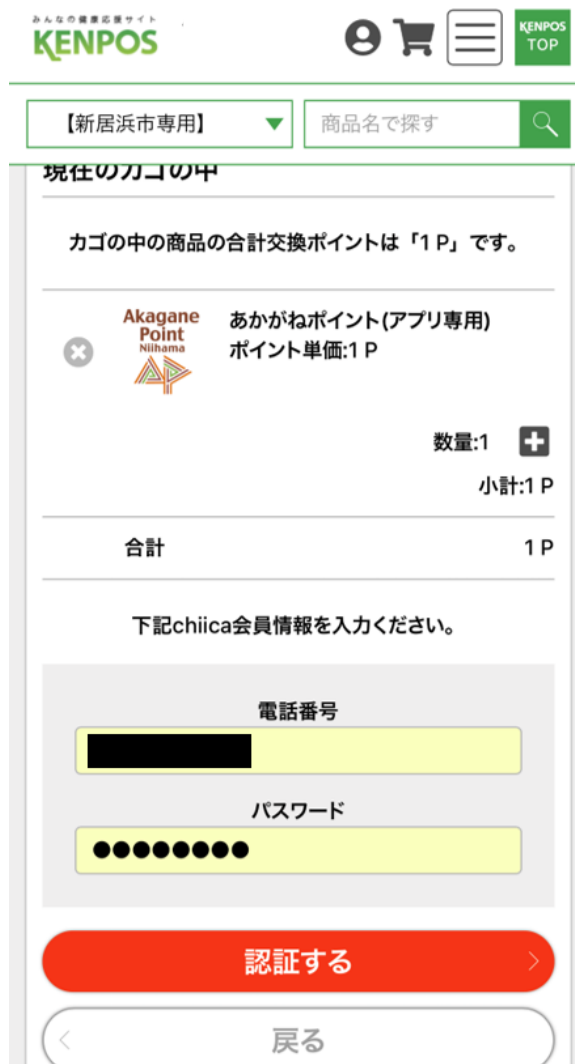 みんなの健康応援サイト
KENPOS
KENPOS
TOP
【新居浜市専用】
商品名で探す
現在のカゴの中
カゴの中の商品の合計交換ポイントは「1 P」です。
Akagane
Point
Niihama
AP
あかがねポイント(アプリ専用)
ポイント単価:1 P
数量:1
小計:1 P
合計 1 P
下記chiica会員情報を入力ください。
電話番号
パスワード
認証する
戻る